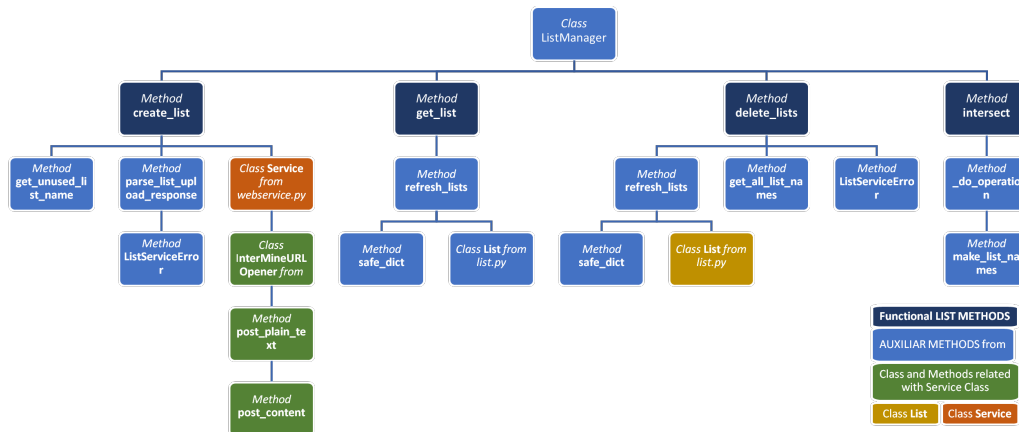 Class
ListManager
Method
create_list
Method
get_list
Method
delete_lists
Method
intersect
Method
get_unused_li
st_name
Method
parse_list_upl
oad_response
Class Service
from
webservice.py
Method
refresh_lists
Method
refresh_lists
Method
get_all_list_na
mes
Method
ListServiceErro
r
Method
_do_operatio
n
Method
ListServiceErro
r
Class
InterMineURL
Opener from
Method
safe_dict
Class List from
list.py
Method
safe_dict
Class List from
list.py
Method
make_list_na
mes
Method
post_plain_te
xt
Method
post_content
Functional LIST METHODS
AUXILIAR METHODS from
Class and Methods related
with Service Class
Class List
Class Service